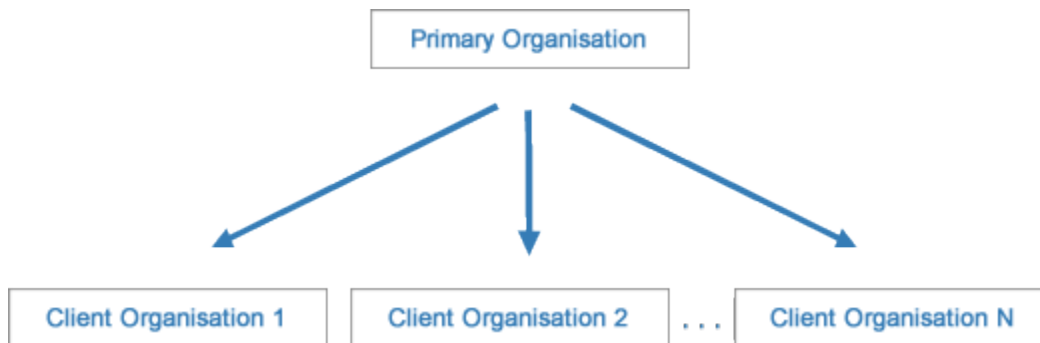 Primary Organisation
Client Organisation 1
Client Organisation 2
. . .
Client Organisation N